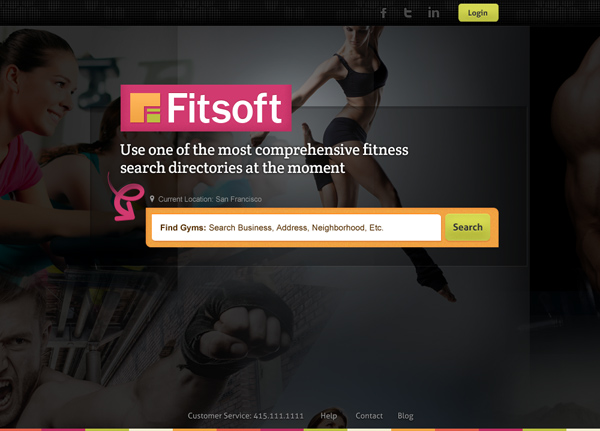 Login
Fitsoft
Use one of the most comprehensive fitness
search directories at the moment
Current Location: San Francisco
Find Gyms: Search Business, Address, Neighborhood, Etc.
Search
Customer Service: 415.111.1111 Help Contact Blog